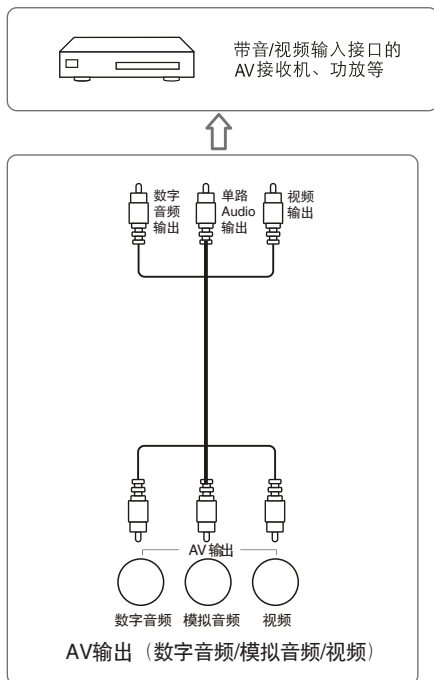 带音/视频输入接口的
AV接收机、功放等
数字
音频
输出
单路
Audio
输出
视频
输出
AV输出
数字音频
模拟音频
视频
AV输出（数字音频/模拟音频/视频）